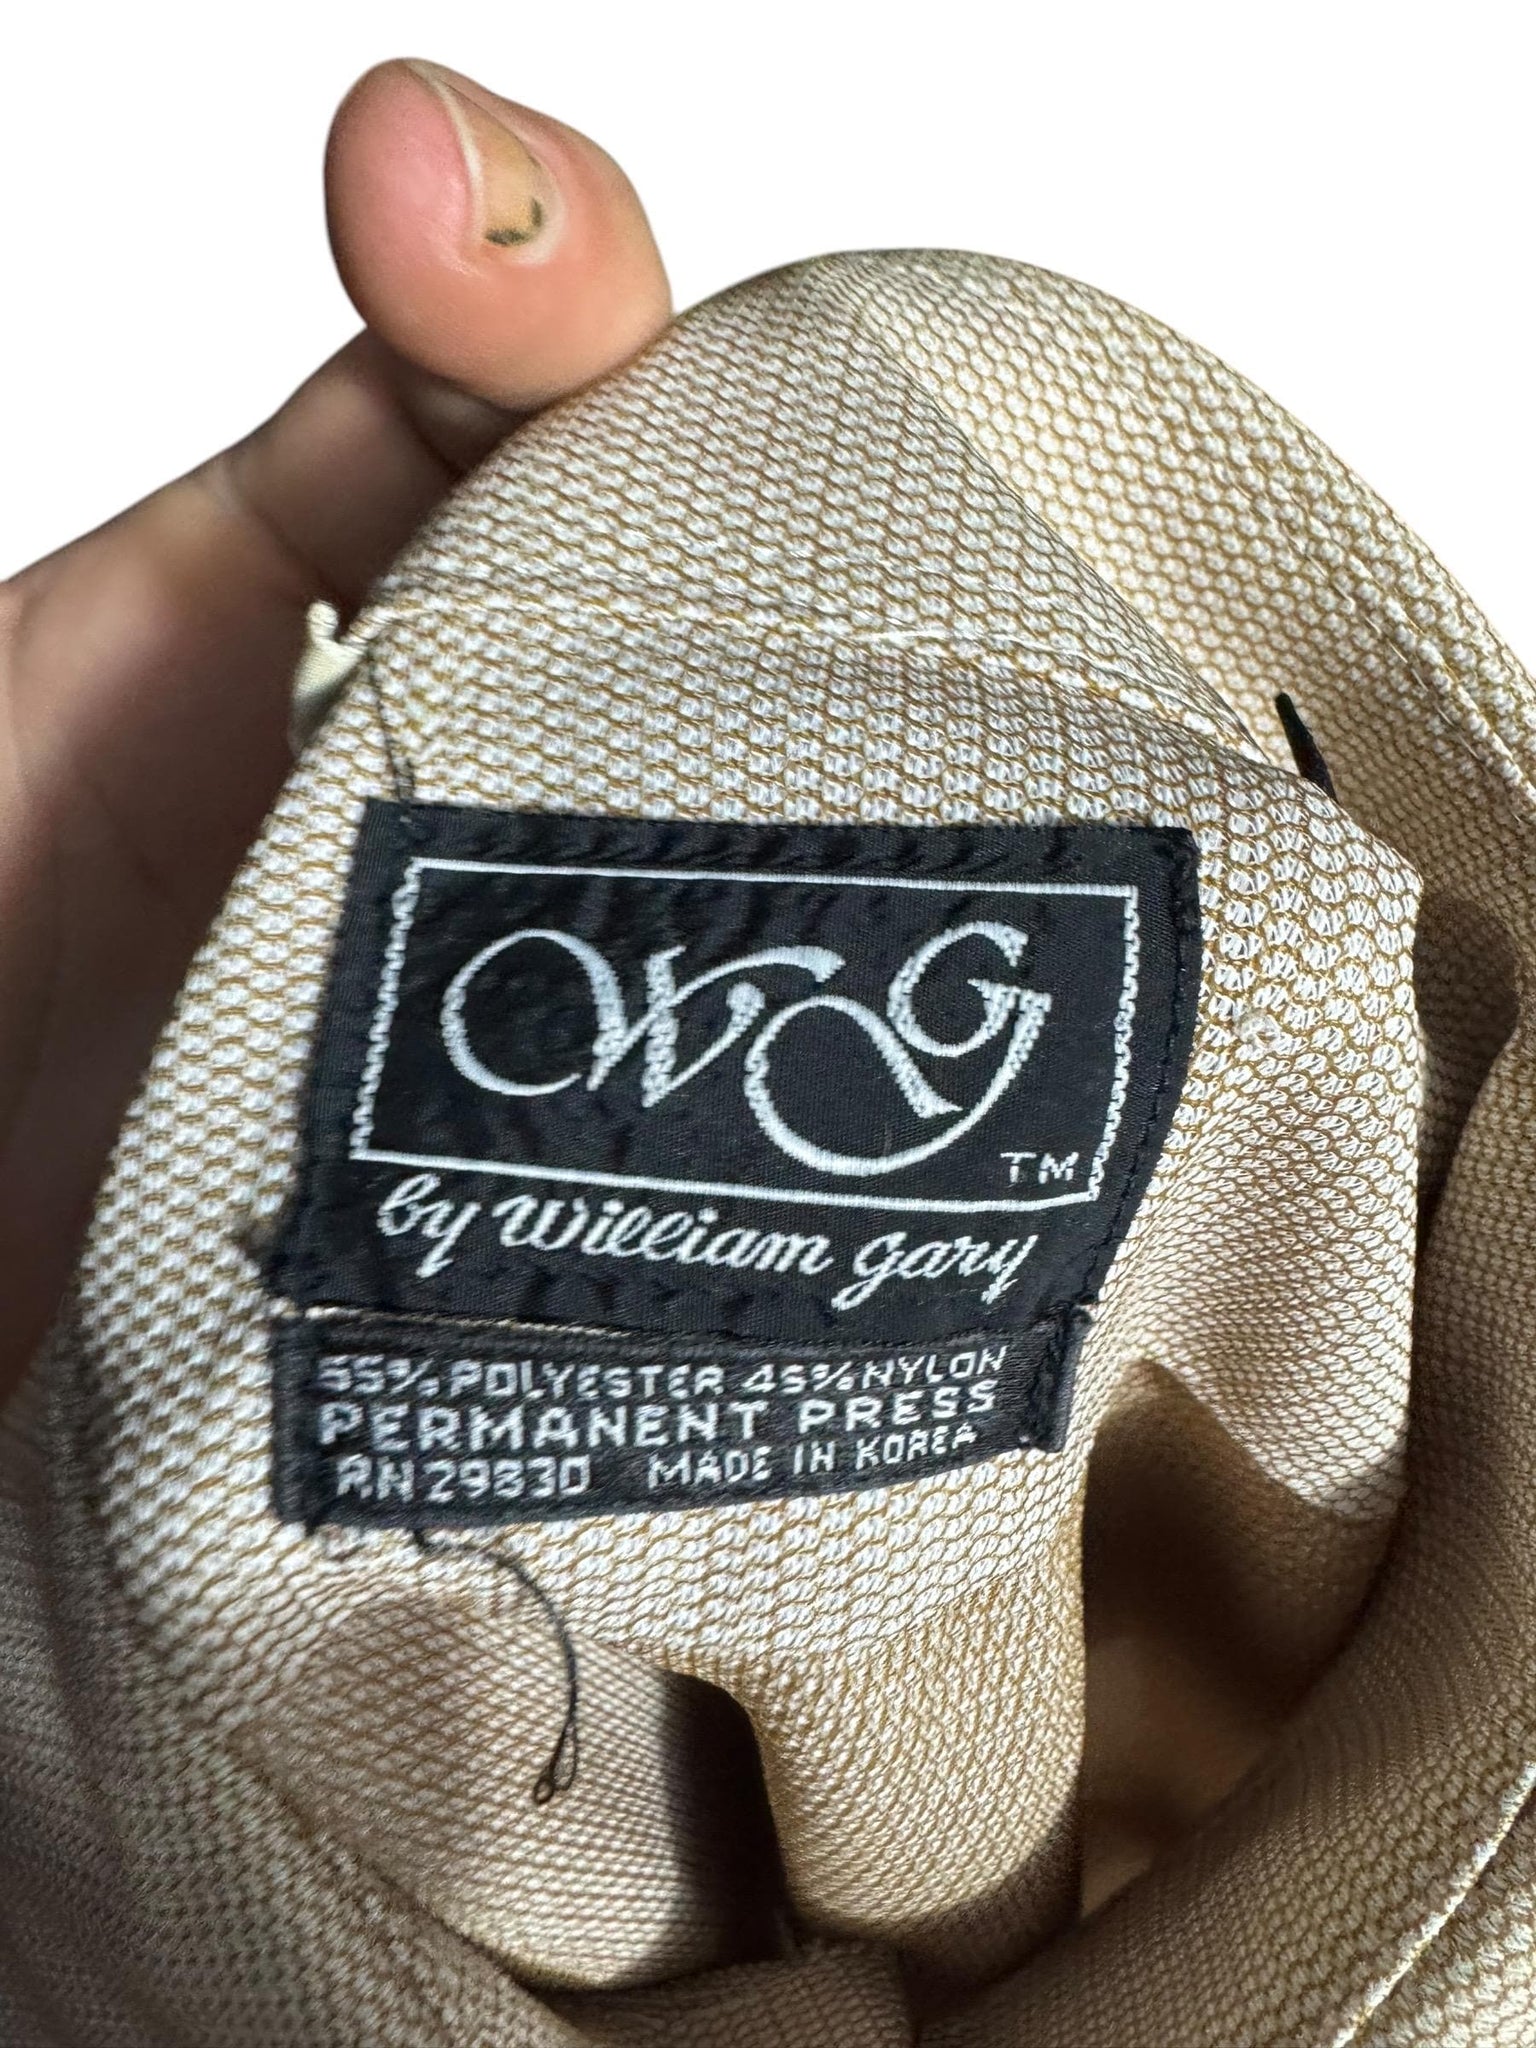 WG
TM
by William Gary
55% POLYESTER 45% NYLON
PERMANENT PRESS
RN 29830 MADE IN KOREA